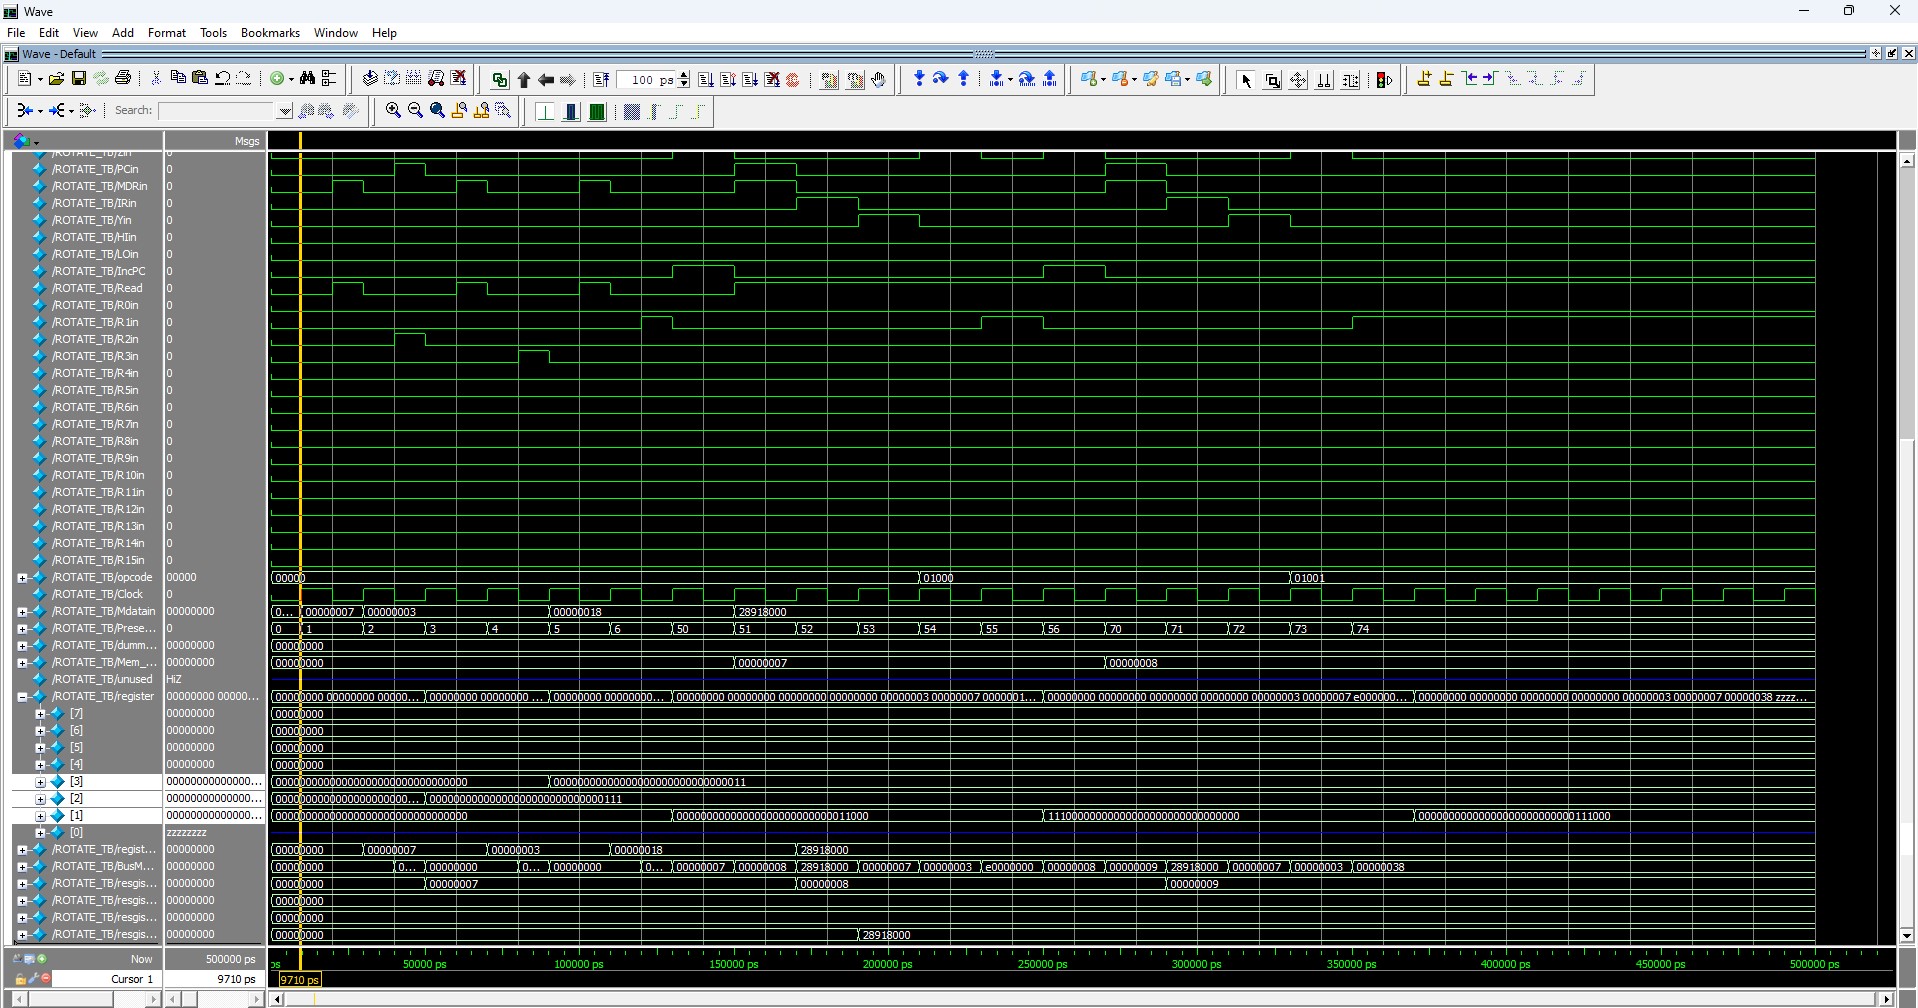 Wave
File Edit View Add Format Tools Bookmarks Window Help
Wave - Default
100 ps
Search:
Msgs
/ROTATE_TB/Zin 0
/ROTATE_TB/PCin 0
/ROTATE_TB/MDRin 0
/ROTATE_TB/IRin 0
/ROTATE_TB/Yin 0
/ROTATE_TB/HIin 0
/ROTATE_TB/LOin 0
/ROTATE_TB/IncPC 0
/ROTATE_TB/Read 0
/ROTATE_TB/R0in 0
/ROTATE_TB/R1in 0
/ROTATE_TB/R2in 0
/ROTATE_TB/R3in 0
/ROTATE_TB/R4in 0
/ROTATE_TB/R5in 0
/ROTATE_TB/R6in 0
/ROTATE_TB/R7in 0
/ROTATE_TB/R8in 0
/ROTATE_TB/R9in 0
/ROTATE_TB/R10in 0
/ROTATE_TB/R11in 0
/ROTATE_TB/R12in 0
/ROTATE_TB/R13in 0
/ROTATE_TB/R14in 0
/ROTATE_TB/R15in 0
/ROTATE_TB/opcode 00000 00000 01000 01001
/ROTATE_TB/Clock 0
/ROTATE_TB/Mdatain 00000000 0... 00000007 00000003 00000018 28918000
/ROTATE_TB/Prese... 0 0 1 2 3 4 5 6 50 51 52 53 54 55 56 70 71 72 73 74
/ROTATE_TB/dumm... 00000000 00000000
/ROTATE_TB/Mem_... 00000000 00000000 00000007 00000008
/ROTATE_TB/unused HiZ
/ROTATE_TB/register 00000000 00000... 00000000 00000000 00000... 00000000 00000000 ... 00000000 00000000... 00000000 00000000 00000000 00000000 00000003 00000007 0000001... 00000000 00000000 00000000 00000000 00000003 00000007 e000000... 00000000 00000000 00000000 00000000 00000003 00000007 00000038 zzzz...
[7] 00000000 00000000
[6] 00000000 00000000
[5] 00000000 00000000
[4] 00000000 00000000
[3] 00000000000000... 00000000000000000000000000000000 00000000000000000000000000000011
[2] 00000000000000... 00000000000000000000000... 00000000000000000000000000000111
[1] 00000000000000... 00000000000000000000000000000000 00000000000000000000000000011000 11100000000000000000000000000000 00000000000000000000000000111000
[0] zzzzzzzz
/ROTATE_TB/regist... 00000000 00000000 00000007 00000003 00000018 28918000
/ROTATE_TB/BusM... 00000000 00000000 0... 00000000 0... 00000000 0... 00000007 00000008 28918000 00000007 00000003 e0000000 00000008 00000009 28918000 00000007 00000003 00000038
/ROTATE_TB/resgis... 00000000 00000000 00000007 00000008 00000009
/ROTATE_TB/resgis... 00000000 00000000
/ROTATE_TB/resgis... 00000000 00000000
/ROTATE_TB/resgis... 00000000 00000000 28918000
Now 500000 ps ps 50000 ps 100000 ps 150000 ps 200000 ps 250000 ps 300000 ps 350000 ps 400000 ps 450000 ps 500000 ps
Cursor 1 9710 ps 9710 ps